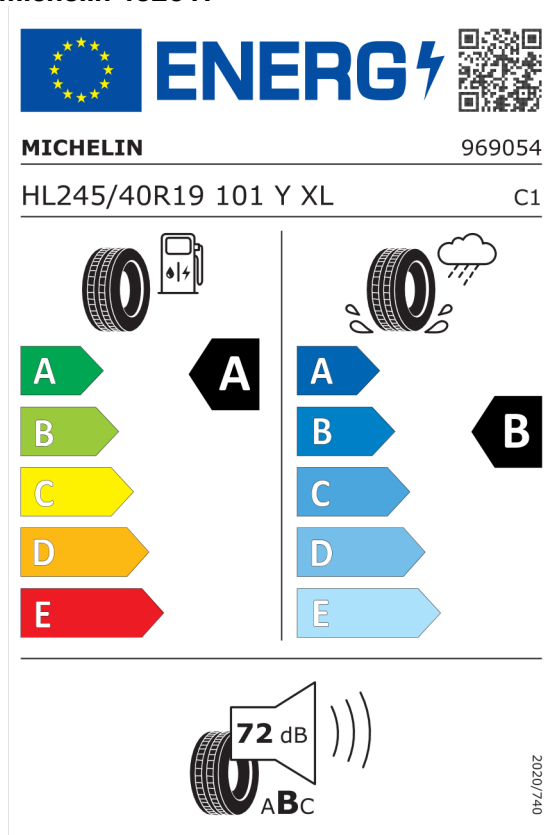 ENERG
MICHELIN 969054
HL245/40R19 101 Y XL C1
A A A
B B B
C C
D D
E E
72 dB
ABC
2020/740